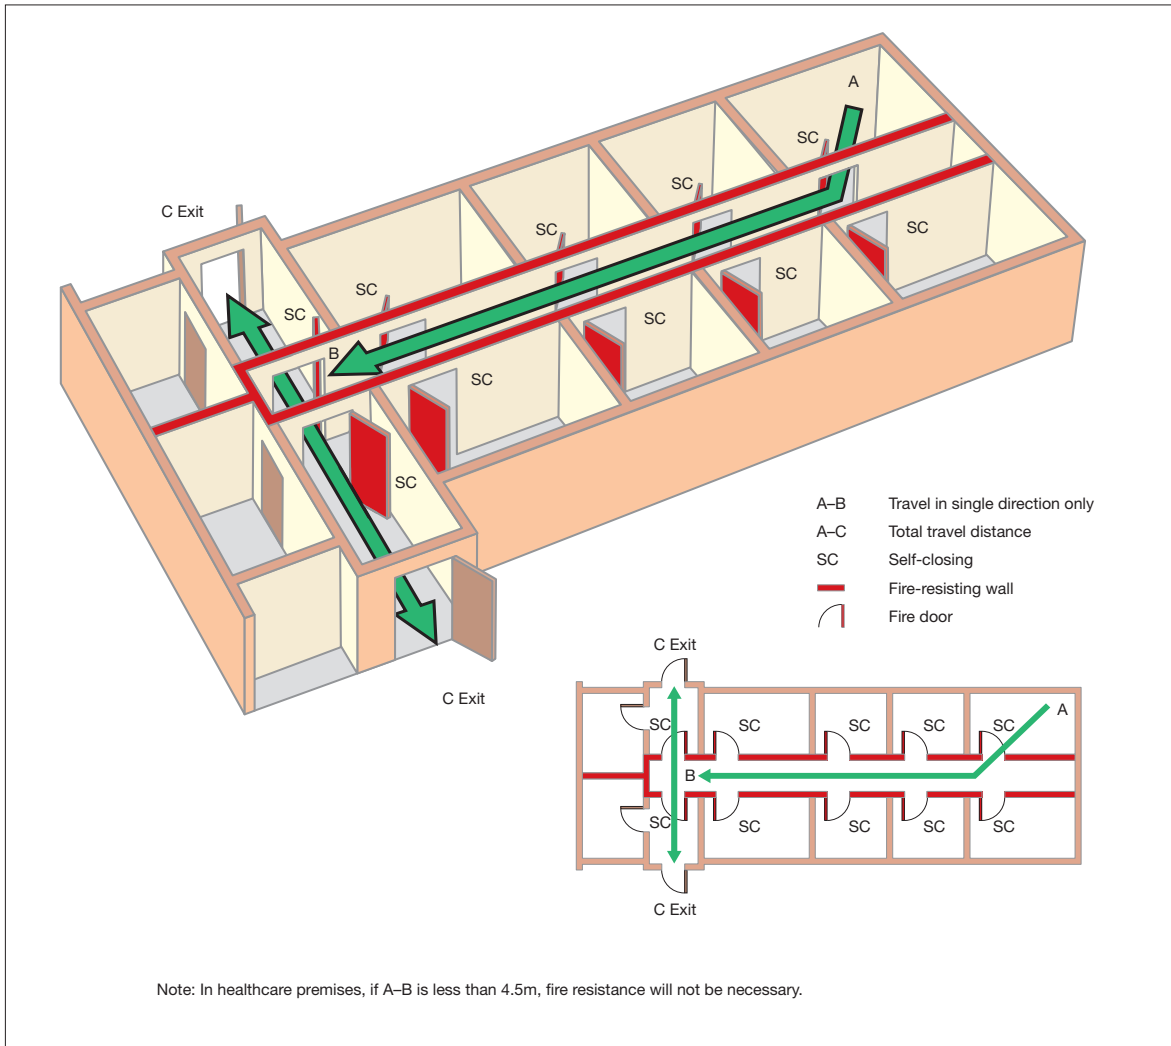 A
SC
SC
C Exit
SC
SC
SC
SC
SC
SC
B
SC
SC
SC
A–B Travel in single direction only
A–C Total travel distance
SC Self-closing
Fire-resisting wall
Fire door
C Exit
C Exit
A
SC SC SC SC SC
B
SC SC SC SC SC
C Exit
Note: In healthcare premises, if A–B is less than 4.5m, fire resistance will not be necessary.